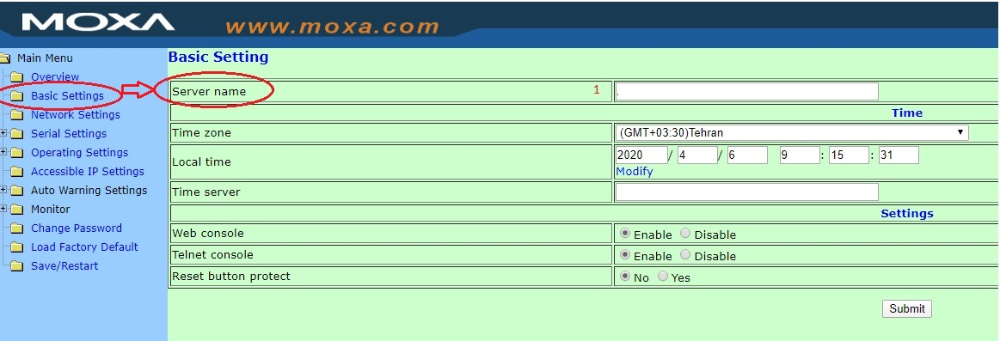 MOXA www.moxa.com
Main Menu
Overview
Basic Settings
Network Settings
Serial Settings
Operating Settings
Accessible IP Settings
Auto Warning Settings
Monitor
Change Password
Load Factory Default
Save/Restart
Basic Setting
Server name 1 .
Time
Time zone (GMT+03:30)Tehran
Local time 2020 / 4 / 6 9 : 15 : 31
Modify
Time server
Settings
Web console Enable Disable
Telnet console Enable Disable
Reset button protect No Yes
Submit